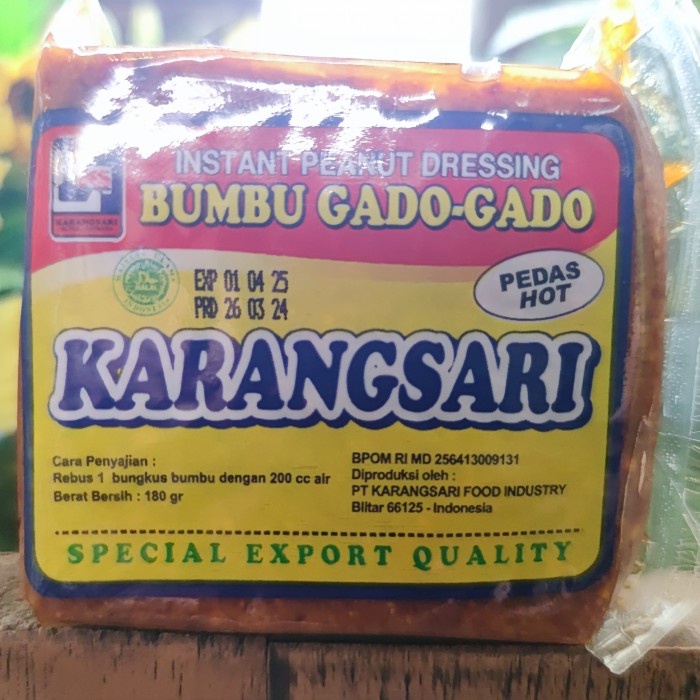 KARANGSARI
INSTANT PEANUT DRESSING
BUMBU GADO-GADO
EXP 01 04 25
PRD 26 03 24
PEDAS
HOT
KARANGSARI
Cara Penyajian :
Rebus 1 bungkus bumbu dengan 200 cc air
Berat Bersih : 180 gr
BPOM RI MD 256413009131
Diproduksi oleh :
PT KARANGSARI FOOD INDUSTRY
Blitar 66125 - Indonesia
SPECIAL EXPORT QUALITY